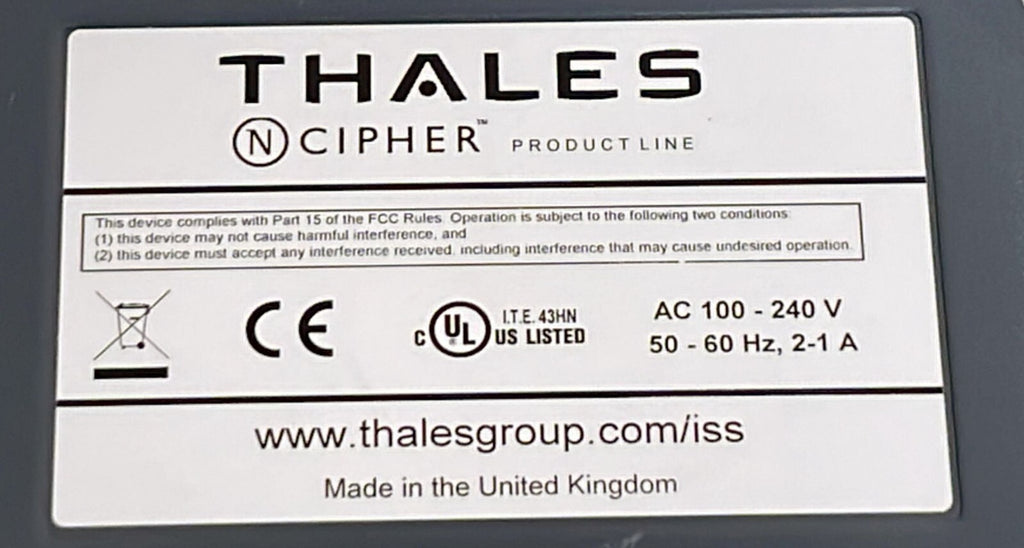 THALES
N CIPHER™ PRODUCT LINE
This device complies with Part 15 of the FCC Rules. Operation is subject to the following two conditions:
(1) this device may not cause harmful interference, and
(2) this device must accept any interference received, including interference that may cause undesired operation.
CE
C UL US LISTED
I.T.E. 43HN
AC 100 - 240 V
50 - 60 Hz, 2-1 A
www.thalesgroup.com/iss
Made in the United Kingdom